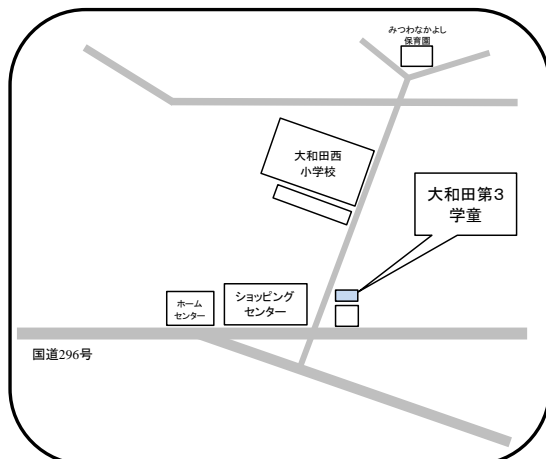 みつわなかよし
保育園
大和田西
小学校
大和田第３
学童
ショッピング
センター
ホーム
センター
国道296号